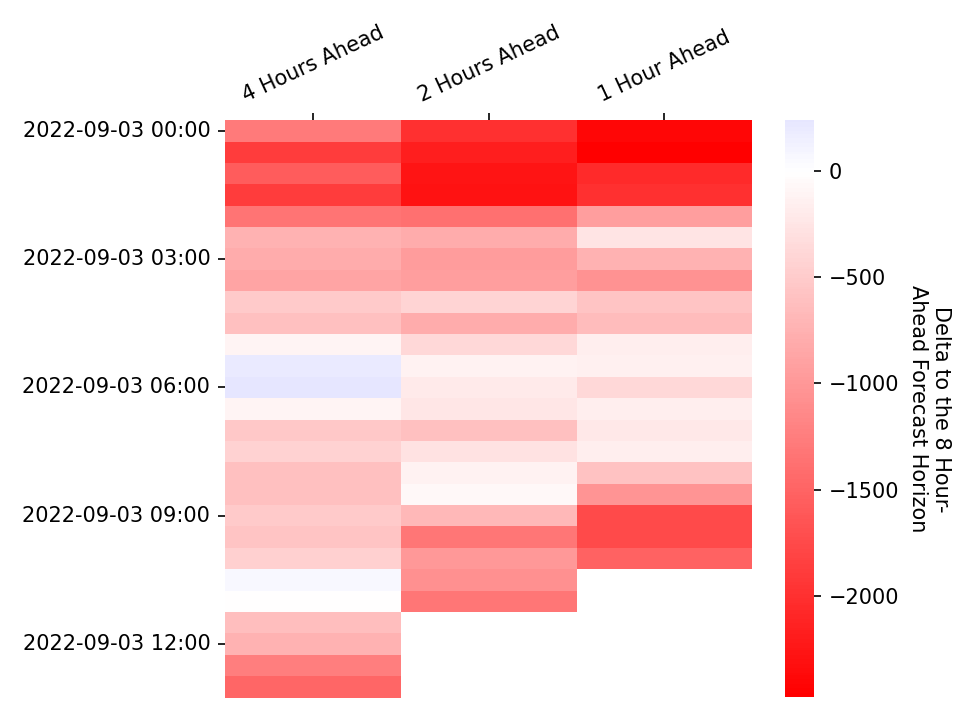 4 Hours Ahead
2 Hours Ahead
1 Hour Ahead
2022-09-03 00:00
2022-09-03 03:00
2022-09-03 06:00
2022-09-03 09:00
2022-09-03 12:00
0
−500
−1000
−1500
−2000
Delta to the 8 Hour-
Ahead Forecast Horizon